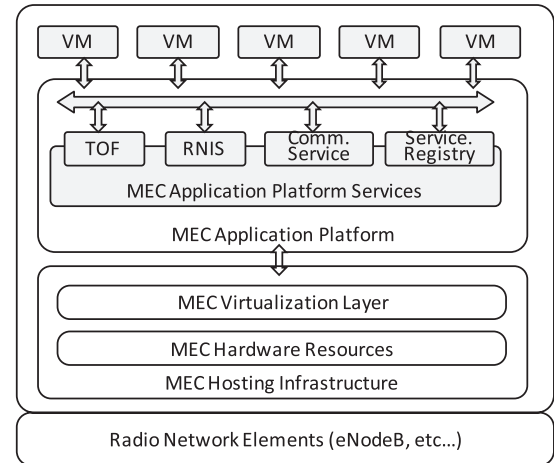 VM VM VM VM VM
TOF RNIS Comm. Service Service. Registry
MEC Application Platform Services
MEC Application Platform
MEC Virtualization Layer
MEC Hardware Resources
MEC Hosting Infrastructure
Radio Network Elements (eNodeB, etc...)